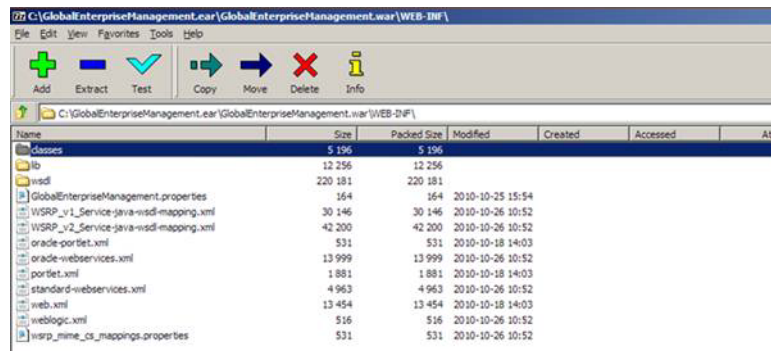 C:\GlobalEnterpriseManagement.ear\GlobalEnterpriseManagement.war\WEB-INF\
File Edit View Favorites Tools Help
Add Extract Test Copy Move Delete Info
C:\GlobalEnterpriseManagement.ear\GlobalEnterpriseManagement.war\WEB-INF\
Name Size Packed Size Modified Created Accessed At
classes 5 196 5 196
lib 12 256 12 256
wsdl 220 181 220 181
GlobalEnterpriseManagement.properties 164 164 2010-10-25 15:54
WSRP_v1_Service-java-wsdl-mapping.xml 30 146 30 146 2010-10-26 10:52
WSRP_v2_Service-java-wsdl-mapping.xml 42 200 42 200 2010-10-26 10:52
oracle-portlet.xml 531 531 2010-10-18 14:03
oracle-webservices.xml 13 999 13 999 2010-10-26 10:52
portlet.xml 1 881 1 881 2010-10-18 14:03
standard-webservices.xml 4 963 4 963 2010-10-26 10:52
web.xml 13 454 13 454 2010-10-18 14:03
weblogic.xml 516 516 2010-10-26 10:52
wsrp_mime_cs_mappings.properties 531 531 2010-10-26 10:52